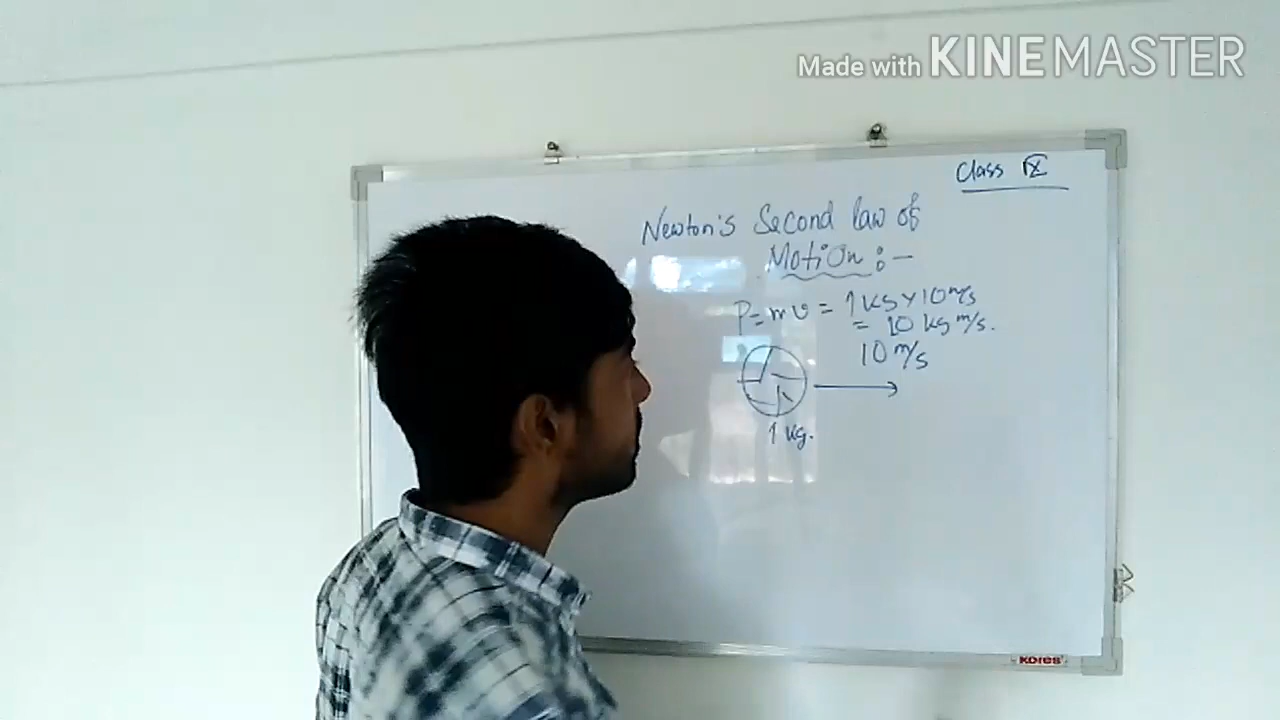 Made with KINEMASTER
Class IX
Newton's Second law of
Motion :-
P = mv = 1 kg × 10 m/s
= 10 kg m/s.
10 m/s
1 kg.
KORES